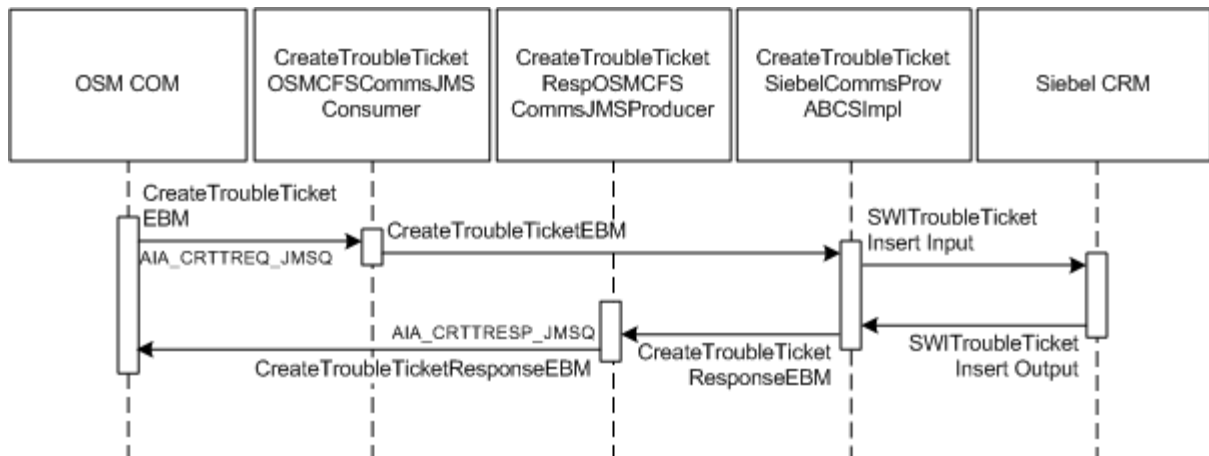 OSM COM
CreateTroubleTicket
OSMCFSCommsJMS
Consumer
CreateTroubleTicket
RespOSMCFS
CommsJMSProducer
CreateTroubleTicket
SiebelCommsProv
ABCSImpl
Siebel CRM
CreateTroubleTicket
EBM
AIA_CRTTREQ_JMSQ
CreateTroubleTicketEBM
SWITroubleTicket
Insert Input
AIA_CRTTRESP_JMSQ
CreateTroubleTicketResponseEBM
CreateTroubleTicket
ResponseEBM
SWITroubleTicket
Insert Output